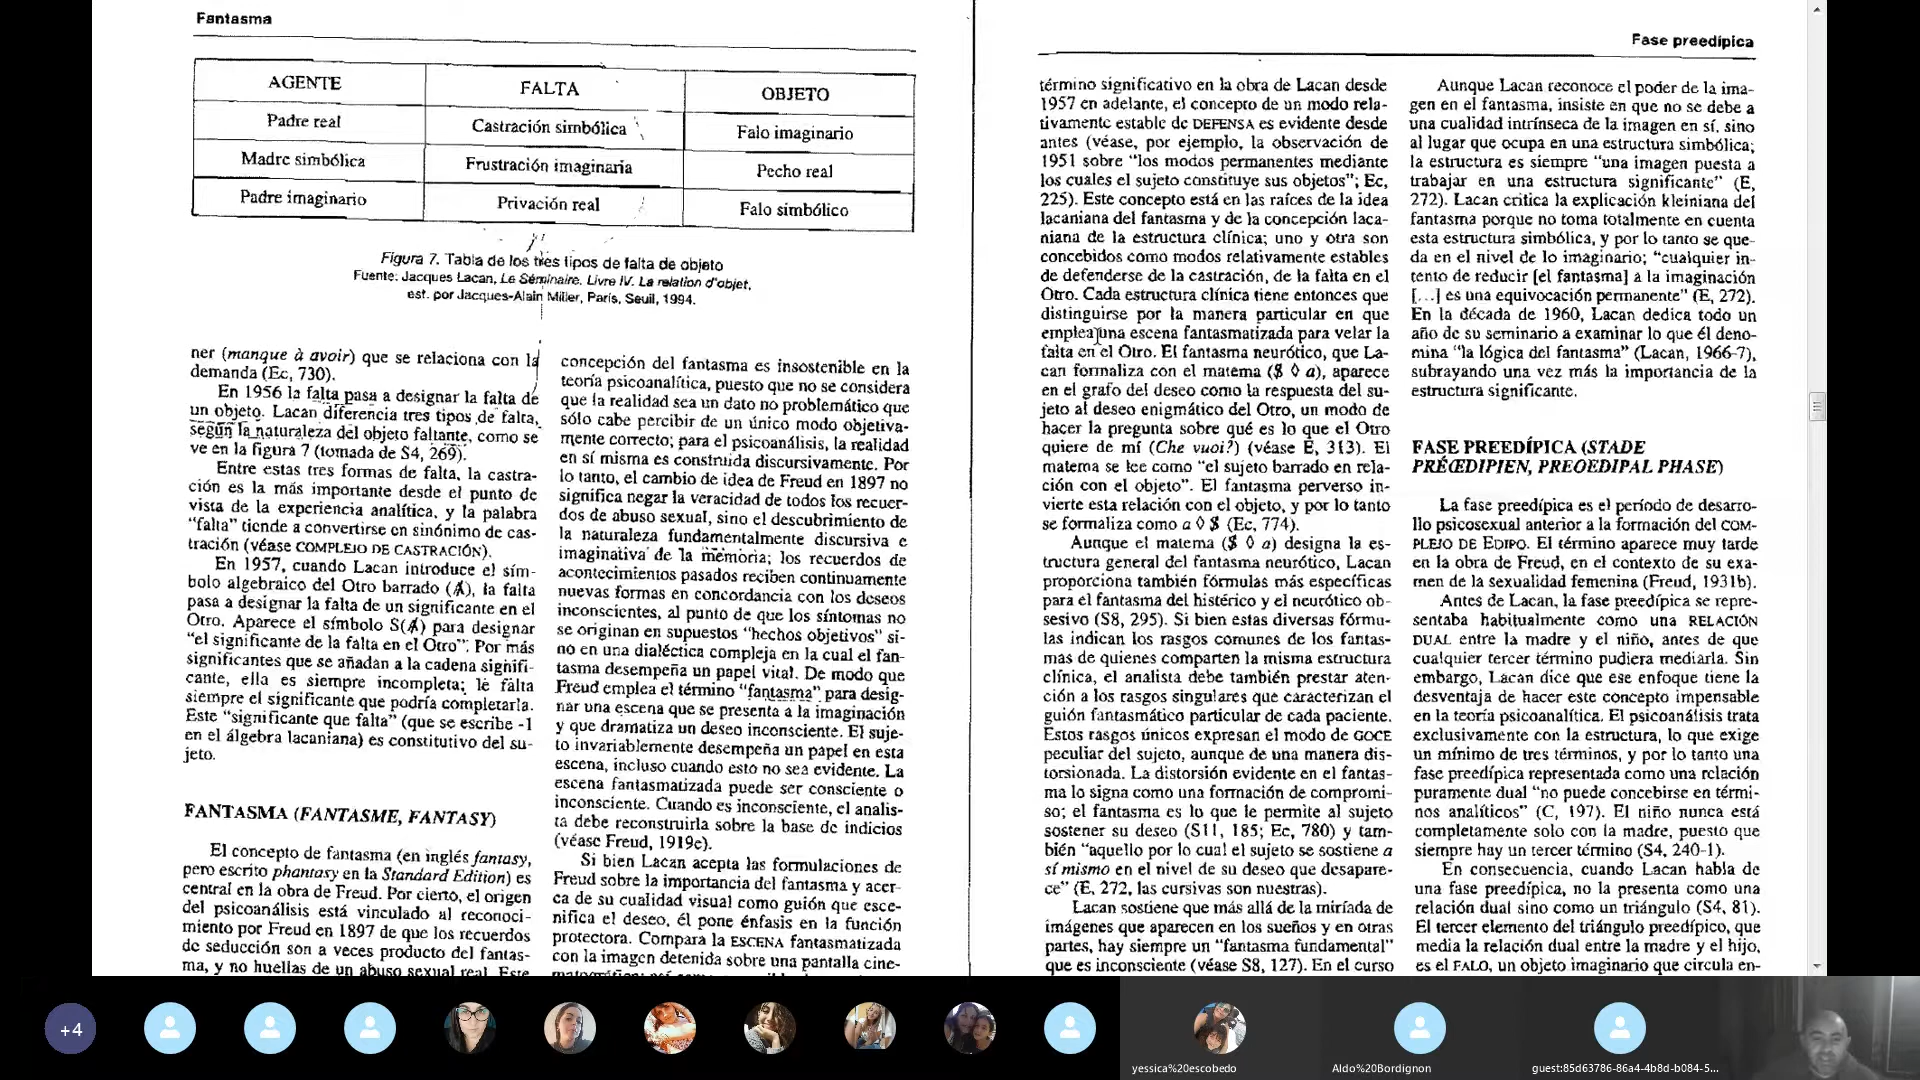 Fantasma
AGENTE FALTA OBJETO
Padre real Castración simbólica Falo imaginario
Madre simbólica Frustración imaginaria Pecho real
Padre imaginario Privación real Falo simbólico
Figura 7. Tabla de los tres tipos de falta de objeto
Fuente: Jacques Lacan, Le Séminaire. Livre IV. La relation d'objet,
est. por Jacques-Alain Miller, París, Seuil, 1994.
ner (manque à avoir) que se relaciona con la
demanda (Ec, 730).
En 1956 la falta pasa a designar la falta de
un objeto. Lacan diferencia tres tipos de falta,
según la naturaleza del objeto faltante, como se
ve en la figura 7 (tomada de S4, 269).
Entre estas tres formas de falta, la castra-
ción es la más importante desde el punto de
vista de la experiencia analítica, y la palabra
"falta" tiende a convertirse en sinónimo de cas-
tración (véase COMPLEJO DE CASTRACIÓN).
En 1957, cuando Lacan introduce el sím-
bolo algebraico del Otro barrado (Ⱥ), la falta
pasa a designar la falta de un significante en el
Otro. Aparece el símbolo S(Ⱥ) para designar
"el significante de la falta en el Otro". Por más
significantes que se añadan a la cadena signifi-
cante, ella es siempre incompleta; le falta
siempre el significante que podría completarla.
Este "significante que falta" (que se escribe -1
en el álgebra lacaniana) es constitutivo del su-
jeto.
FANTASMA (FANTASME, FANTASY)
El concepto de fantasma (en inglés fantasy,
pero escrito phantasy en la Standard Edition) es
central en la obra de Freud. Por cierto, el origen
del psicoanálisis está vinculado al reconoci-
miento por Freud en 1897 de que los recuerdos
de seducción son a veces producto del fantas-
ma, y no huellas de un abuso sexual real. Este
concepción del fantasma es insostenible en la
teoría psicoanalítica, puesto que no se considera
que la realidad sea un dato no problemático que
sólo cabe percibir de un único modo objetiva-
mente correcto; para el psicoanálisis, la realidad
en sí misma es construida discursivamente. Por
lo tanto, el cambio de idea de Freud en 1897 no
significa negar la veracidad de todos los recuer-
dos de abuso sexual, sino el descubrimiento de
la naturaleza fundamentalmente discursiva e
imaginativa de la memoria; los recuerdos de
acontecimientos pasados reciben continuamente
nuevas formas en concordancia con los deseos
inconscientes, al punto de que los síntomas no
se originan en supuestos "hechos objetivos" si-
no en una dialéctica compleja en la cual el fan-
tasma desempeña un papel vital. De modo que
Freud emplea el término "fantasma" para desig-
nar una escena que se presenta a la imaginación
y que dramatiza un deseo inconsciente. El suje-
to invariablemente desempeña un papel en esta
escena, incluso cuando esto no sea evidente. La
escena fantasmatizada puede ser consciente o
inconsciente. Cuando es inconsciente, el analis-
ta debe reconstruirla sobre la base de indicios
(véase Freud, 1919e).
Si bien Lacan acepta las formulaciones de
Freud sobre la importancia del fantasma y acer-
ca de su cualidad visual como guión que esce-
nifica el deseo, él pone énfasis en la función
protectora. Compara la ESCENA fantasmatizada
con la imagen detenida sobre una pantalla cine-
Fase preedípica
término significativo en la obra de Lacan desde
1957 en adelante, el concepto de un modo rela-
tivamente estable de DEFENSA es evidente desde
antes (véase, por ejemplo, la observación de
1951 sobre "los modos permanentes mediante
los cuales el sujeto constituye sus objetos"; Ec,
225). Este concepto está en las raíces de la idea
lacaniana del fantasma y de la concepción laca-
niana de la estructura clínica; uno y otra son
concebidos como modos relativamente estables
de defenderse de la castración, de la falta en el
Otro. Cada estructura clínica tiene entonces que
distinguirse por la manera particular en que
emplea una escena fantasmatizada para velar la
falta en el Otro. El fantasma neurótico, que La-
can formaliza con el matema ($ ◊ a), aparece
en el grafo del deseo como la respuesta del su-
jeto al deseo enigmático del Otro, un modo de
hacer la pregunta sobre qué es lo que el Otro
quiere de mí (Che vuoi?) (véase E, 313). El
matema se lee como "el sujeto barrado en rela-
ción con el objeto". El fantasma perverso in-
vierte esta relación con el objeto, y por lo tanto
se formaliza como a ◊ $ (Ec, 774).
Aunque el matema ($ ◊ a) designa la es-
tructura general del fantasma neurótico, Lacan
proporciona también fórmulas más específicas
para el fantasma del histérico y el neurótico ob-
sesivo (S8, 295). Si bien estas diversas fórmu-
las indican los rasgos comunes de los fantas-
mas de quienes comparten la misma estructura
clínica, el analista debe también prestar aten-
ción a los rasgos singulares que caracterizan el
guión fantasmático particular de cada paciente.
Estos rasgos únicos expresan el modo de GOCE
peculiar del sujeto, aunque de una manera dis-
torsionada. La distorsión evidente en el fantas-
ma lo signa como una formación de compromi-
so; el fantasma es lo que le permite al sujeto
sostener su deseo (S11, 185; Ec, 780) y tam-
bién "aquello por lo cual el sujeto se sostiene a
sí mismo en el nivel de su deseo que desapare-
ce" (E, 272, las cursivas son nuestras).
Lacan sostiene que más allá de la miríada de
imágenes que aparecen en los sueños y en otras
partes, hay siempre un "fantasma fundamental"
que es inconsciente (véase S8, 127). En el curso
Aunque Lacan reconoce el poder de la ima-
gen en el fantasma, insiste en que no se debe a
una cualidad intrínseca de la imagen en sí, sino
al lugar que ocupa en una estructura simbólica;
la estructura es siempre "una imagen puesta a
trabajar en una estructura significante" (E,
272). Lacan critica la explicación kleiniana del
fantasma porque no toma totalmente en cuenta
esta estructura simbólica, y por lo tanto se que-
da en el nivel de lo imaginario; "cualquier in-
tento de reducir [el fantasma] a la imaginación
[...] es una equivocación permanente" (E, 272).
En la década de 1960, Lacan dedica todo un
año de su seminario a examinar lo que él deno-
mina "la lógica del fantasma" (Lacan, 1966-7),
subrayando una vez más la importancia de la
estructura significante.
FASE PREEDÍPICA (STADE
PRÉŒDIPIEN, PREOEDIPAL PHASE)
La fase preedípica es el período de desarro-
llo psicosexual anterior a la formación del COM-
PLEJO DE EDIPO. El término aparece muy tarde
en la obra de Freud, en el contexto de su exa-
men de la sexualidad femenina (Freud, 1931b).
Antes de Lacan, la fase preedípica se repre-
sentaba habitualmente como una RELACIÓN
DUAL entre la madre y el niño, antes de que
cualquier tercer término pudiera mediarla. Sin
embargo, Lacan dice que ese enfoque tiene la
desventaja de hacer este concepto impensable
en la teoría psicoanalítica. El psicoanálisis trata
exclusivamente con la estructura, lo que exige
un mínimo de tres términos, y por lo tanto una
fase preedípica representada como una relación
puramente dual "no puede concebirse en térmi-
nos analíticos" (C, 197). El niño nunca está
completamente solo con la madre, puesto que
siempre hay un tercer término (S4, 240-1).
En consecuencia, cuando Lacan habla de
una fase preedípica, no la presenta como una
relación dual sino como un triángulo (S4, 81).
El tercer elemento del triángulo preedípico, que
media la relación dual entre la madre y el hijo,
es el FALO, un objeto imaginario que circula en-
+4
yessica%20escobedo
Aldo%20Bordignon
guest:85d63786-86a4-4b8d-b084-5...